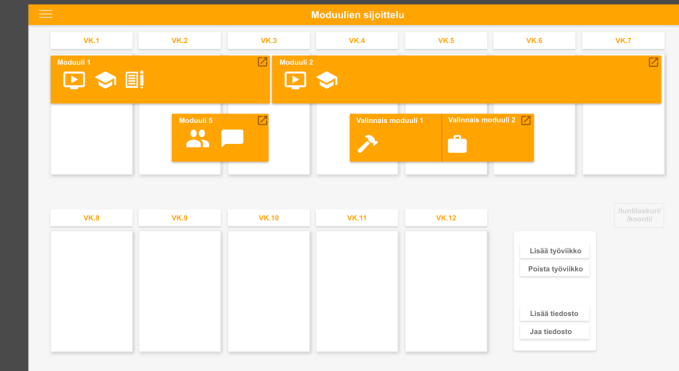 Moduulien sijoittelu
VK.1 VK.2 VK.3 VK.4 VK.5 VK.6 VK.7
Moduuli 1 Moduuli 2
Moduuli 5 Valinnais moduuli 1 Valinnais moduuli 2
VK.8 VK.9 VK.10 VK.11 VK.12
/tuntilaskuri/
/koordi/
Lisää työviikko
Poista työviikko
Lisää tiedosto
Jaa tiedosto